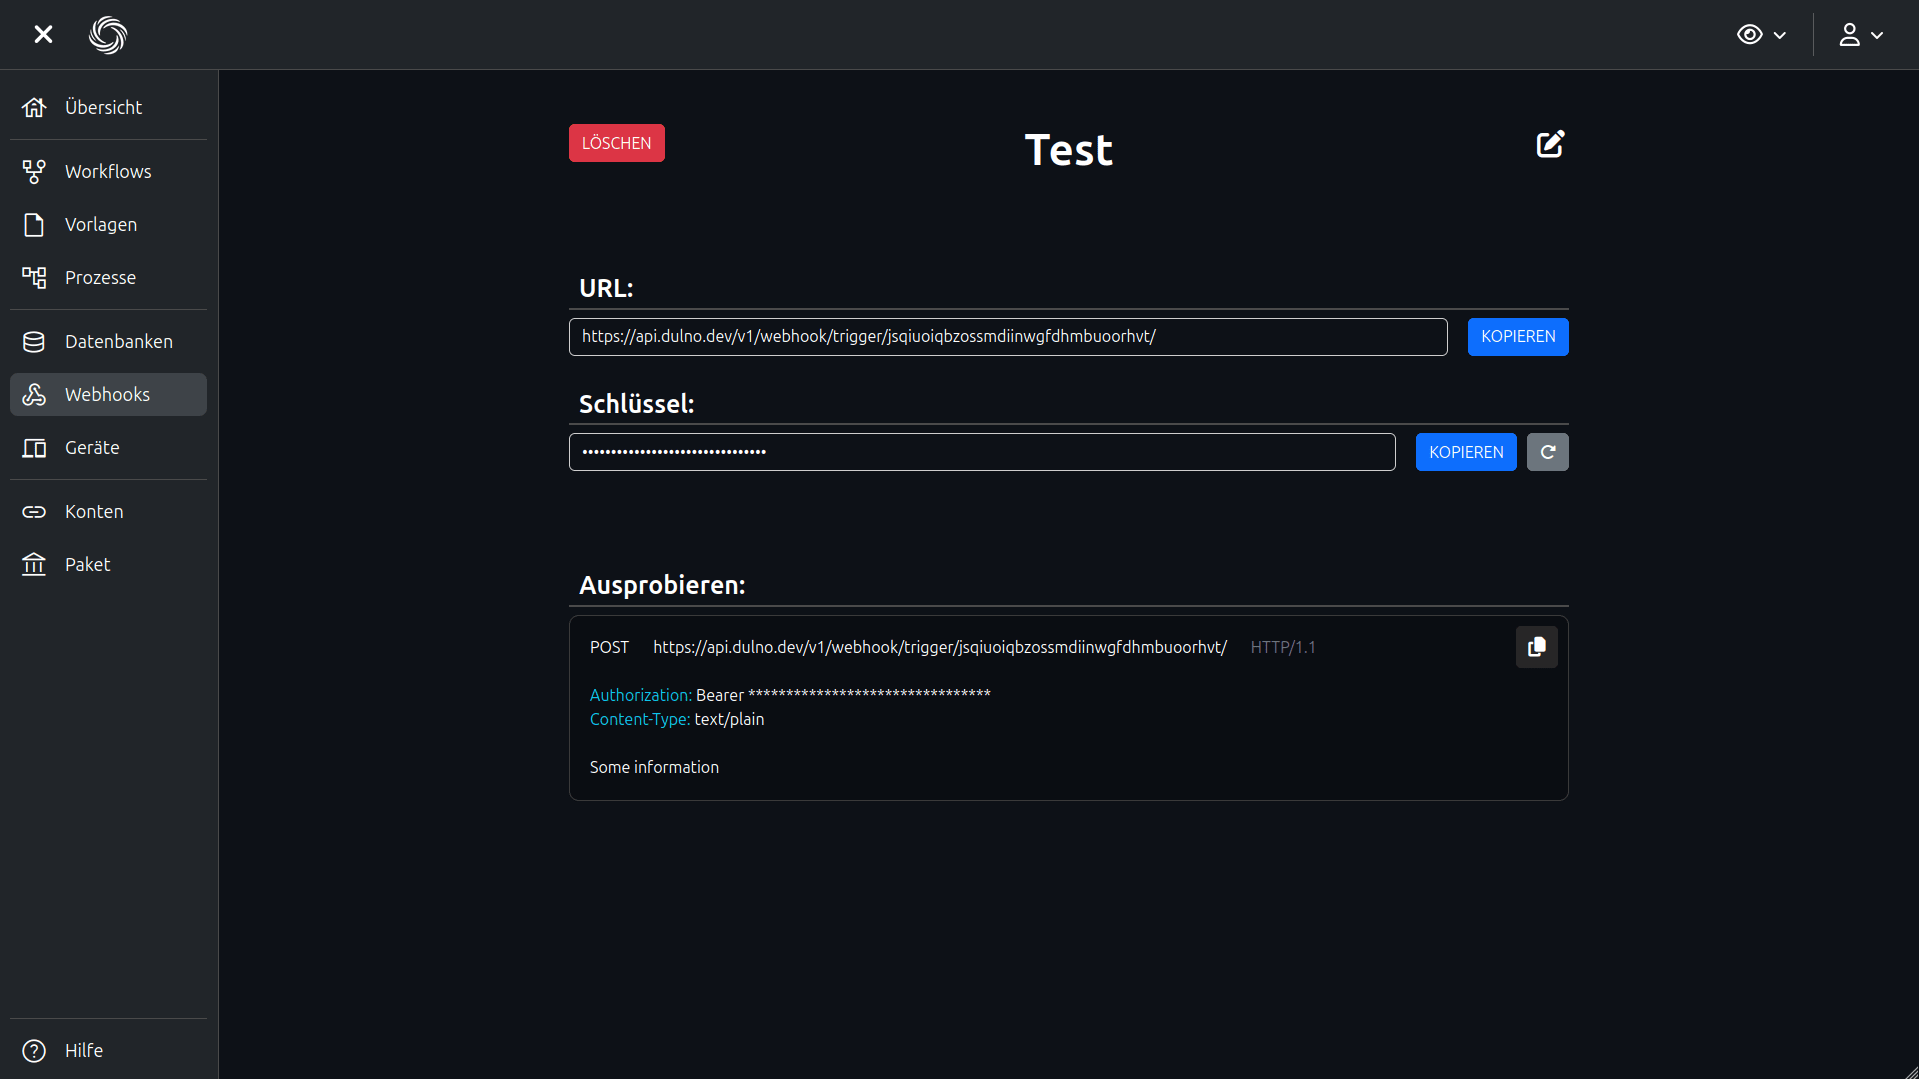 Übersicht
Workflows
Vorlagen
Prozesse
Datenbanken
Webhooks
Geräte
Konten
Paket
Hilfe
LÖSCHEN
Test
URL:
https://api.dulno.dev/v1/webhook/trigger/jsqiuoiqbzossmdiinwgfdhmbuoorhvt/
KOPIEREN
Schlüssel:
••••••••••••••••••••••••••••••••
KOPIEREN
Ausprobieren:
POST https://api.dulno.dev/v1/webhook/trigger/jsqiuoiqbzossmdiinwgfdhmbuoorhvt/ HTTP/1.1
Authorization: Bearer ********************************
Content-Type: text/plain
Some information